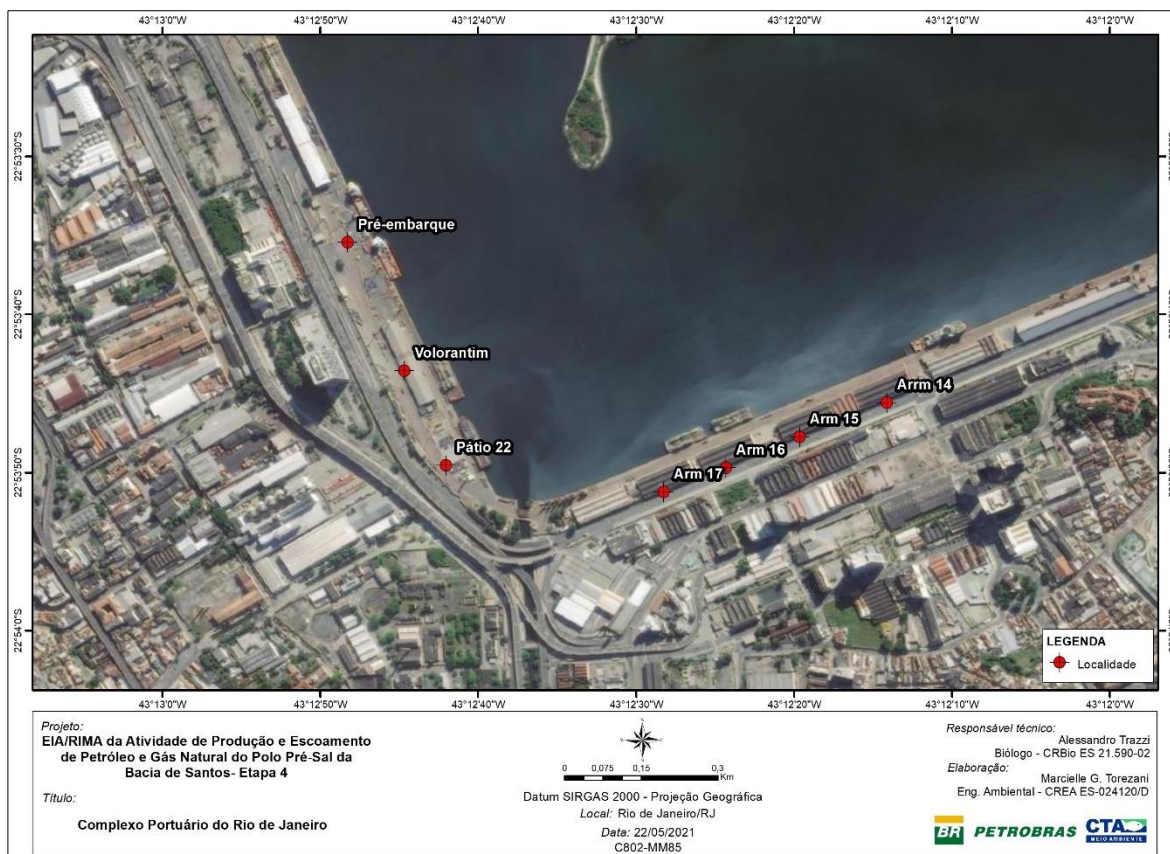 43°13'0"W 43°12'50"W 43°12'40"W 43°12'30"W 43°12'20"W 43°12'10"W 43°12'0"W
22°53'30"S
Pré-embarque
22°53'40"S
Volorantim
Arrm 14
Arm 15
Pátio 22
Arm 16
22°53'50"S
Arm 17
22°54'0"S
LEGENDA
Localidade
43°13'0"W 43°12'50"W 43°12'40"W 43°12'30"W 43°12'20"W 43°12'10"W 43°12'0"W
Projeto:
EIA/RIMA da Atividade de Produção e Escoamento
de Petróleo e Gás Natural do Polo Pré-Sal da
Bacia de Santos- Etapa 4
Título:
Complexo Portuário do Rio de Janeiro
N
0 0,075 0,15 0,3
Km
Datum SIRGAS 2000 - Projeção Geográfica
Local: Rio de Janeiro/RJ
Data: 22/05/2021
C802-MM85
Responsável técnico:
Alessandro Trazzi
Biólogo - CRBio ES 21.590-02
Elaboração:
Marcielle G. Torezani
Eng. Ambiental - CREA ES-024120/D
BR PETROBRAS CTA
MEIO AMBIENTE